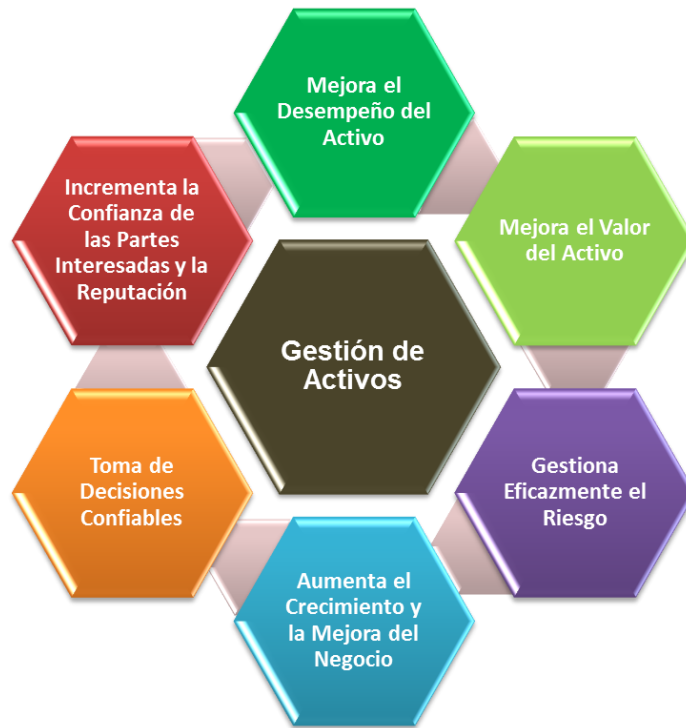 Mejora el
Desempeño del
Activo
Mejora el Valor
del Activo
Gestiona
Eficazmente el
Riesgo
Aumenta el
Crecimiento y
la Mejora del
Negocio
Toma de
Decisiones
Confiables
Incrementa la
Confianza de
las Partes
Interesadas y la
Reputación
Gestión de
Activos